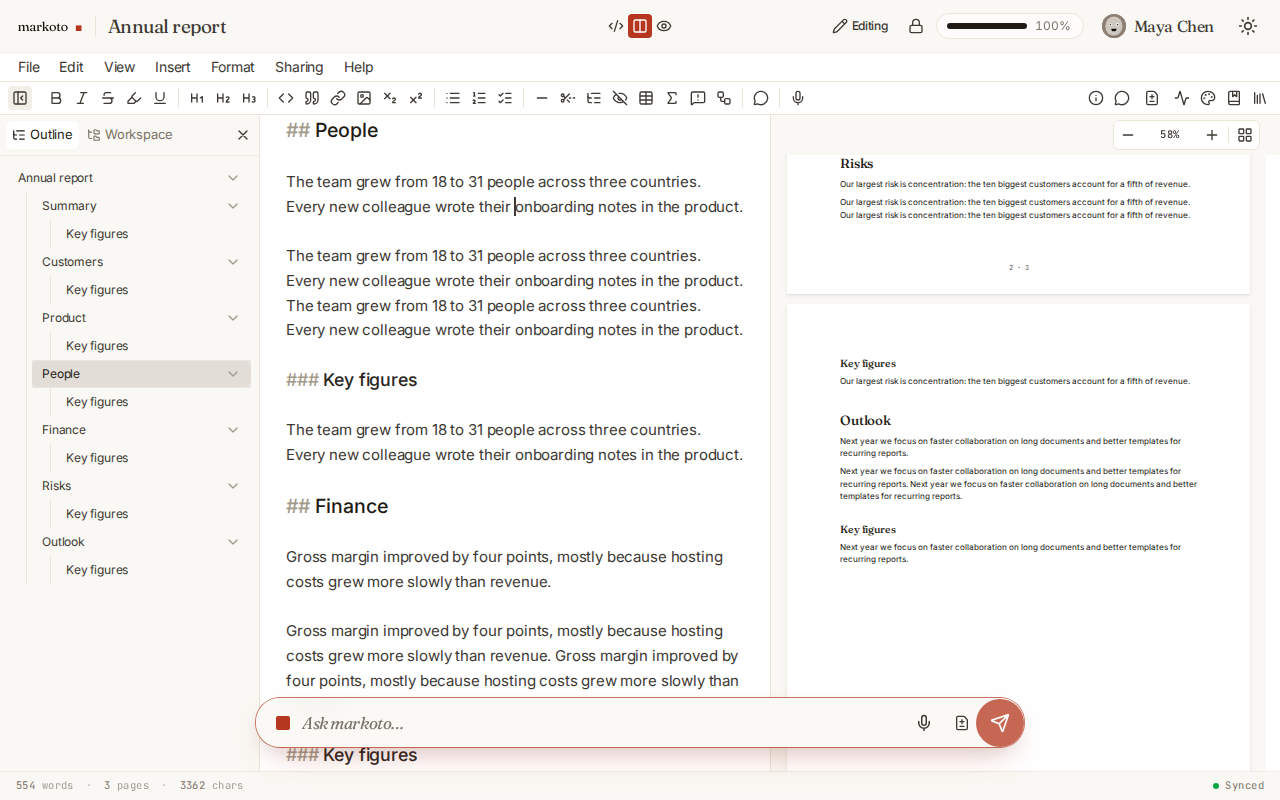 markoto
Annual report
Editing
100%
Maya Chen
File Edit View Insert Format Sharing Help
B I S U H1 H2 H3 x2 x²
Outline
Workspace
58%
Annual report
Summary
Key figures
Customers
Key figures
Product
Key figures
People
Key figures
Finance
Key figures
Risks
Key figures
Outlook
Key figures
## People
The team grew from 18 to 31 people across three countries.
Every new colleague wrote their onboarding notes in the product.
The team grew from 18 to 31 people across three countries.
Every new colleague wrote their onboarding notes in the product.
The team grew from 18 to 31 people across three countries.
Every new colleague wrote their onboarding notes in the product.
### Key figures
The team grew from 18 to 31 people across three countries.
Every new colleague wrote their onboarding notes in the product.
## Finance
Gross margin improved by four points, mostly because hosting
costs grew more slowly than revenue.
Gross margin improved by four points, mostly because hosting
costs grew more slowly than revenue. Gross margin improved by
four points, mostly because hosting costs grew more slowly than
### Key figures
Risks
Our largest risk is concentration: the ten biggest customers account for a fifth of revenue.
Our largest risk is concentration: the ten biggest customers account for a fifth of revenue.
Our largest risk is concentration: the ten biggest customers account for a fifth of revenue.
2 - 3
Key figures
Our largest risk is concentration: the ten biggest customers account for a fifth of revenue.
Outlook
Next year we focus on faster collaboration on long documents and better templates for
recurring reports.
Next year we focus on faster collaboration on long documents and better templates for
recurring reports. Next year we focus on faster collaboration on long documents and better
templates for recurring reports.
Key figures
Next year we focus on faster collaboration on long documents and better templates for
recurring reports.
Ask markoto...
554 words · 3 pages · 3362 chars
Synced